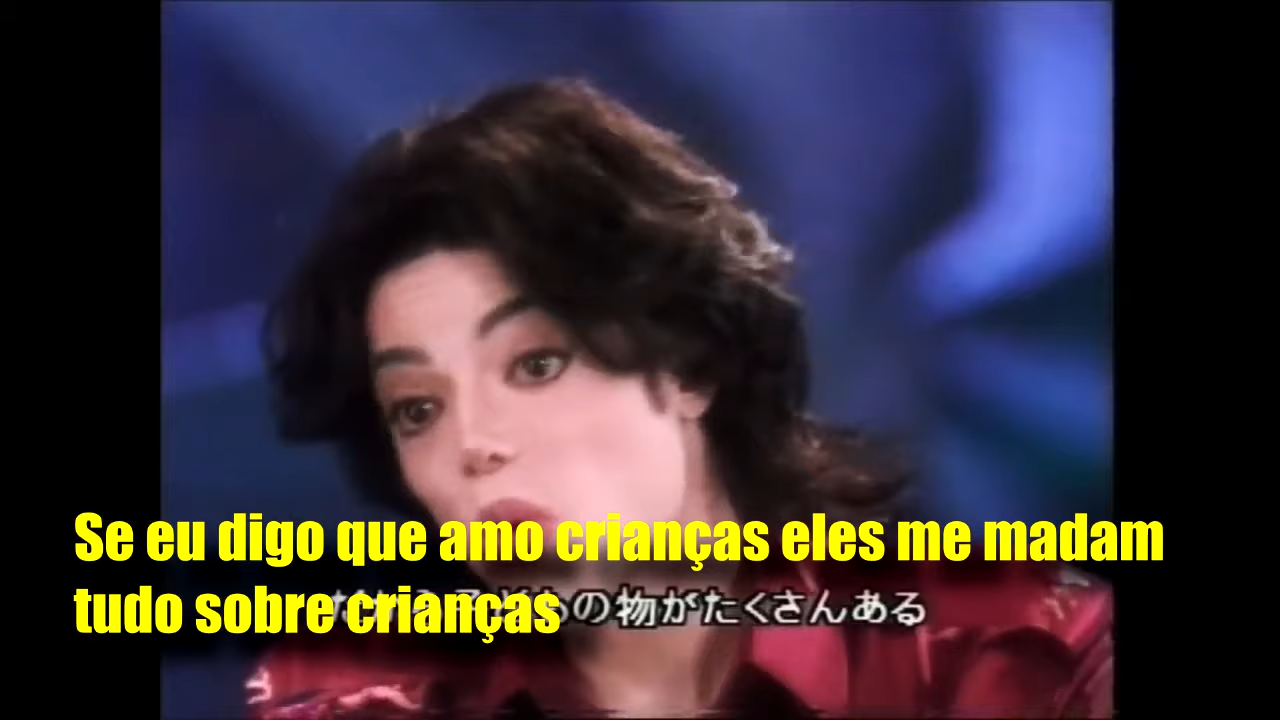 Se eu digo que amo crianças eles me madam
tudo sobre crianças
の物がたくさんある